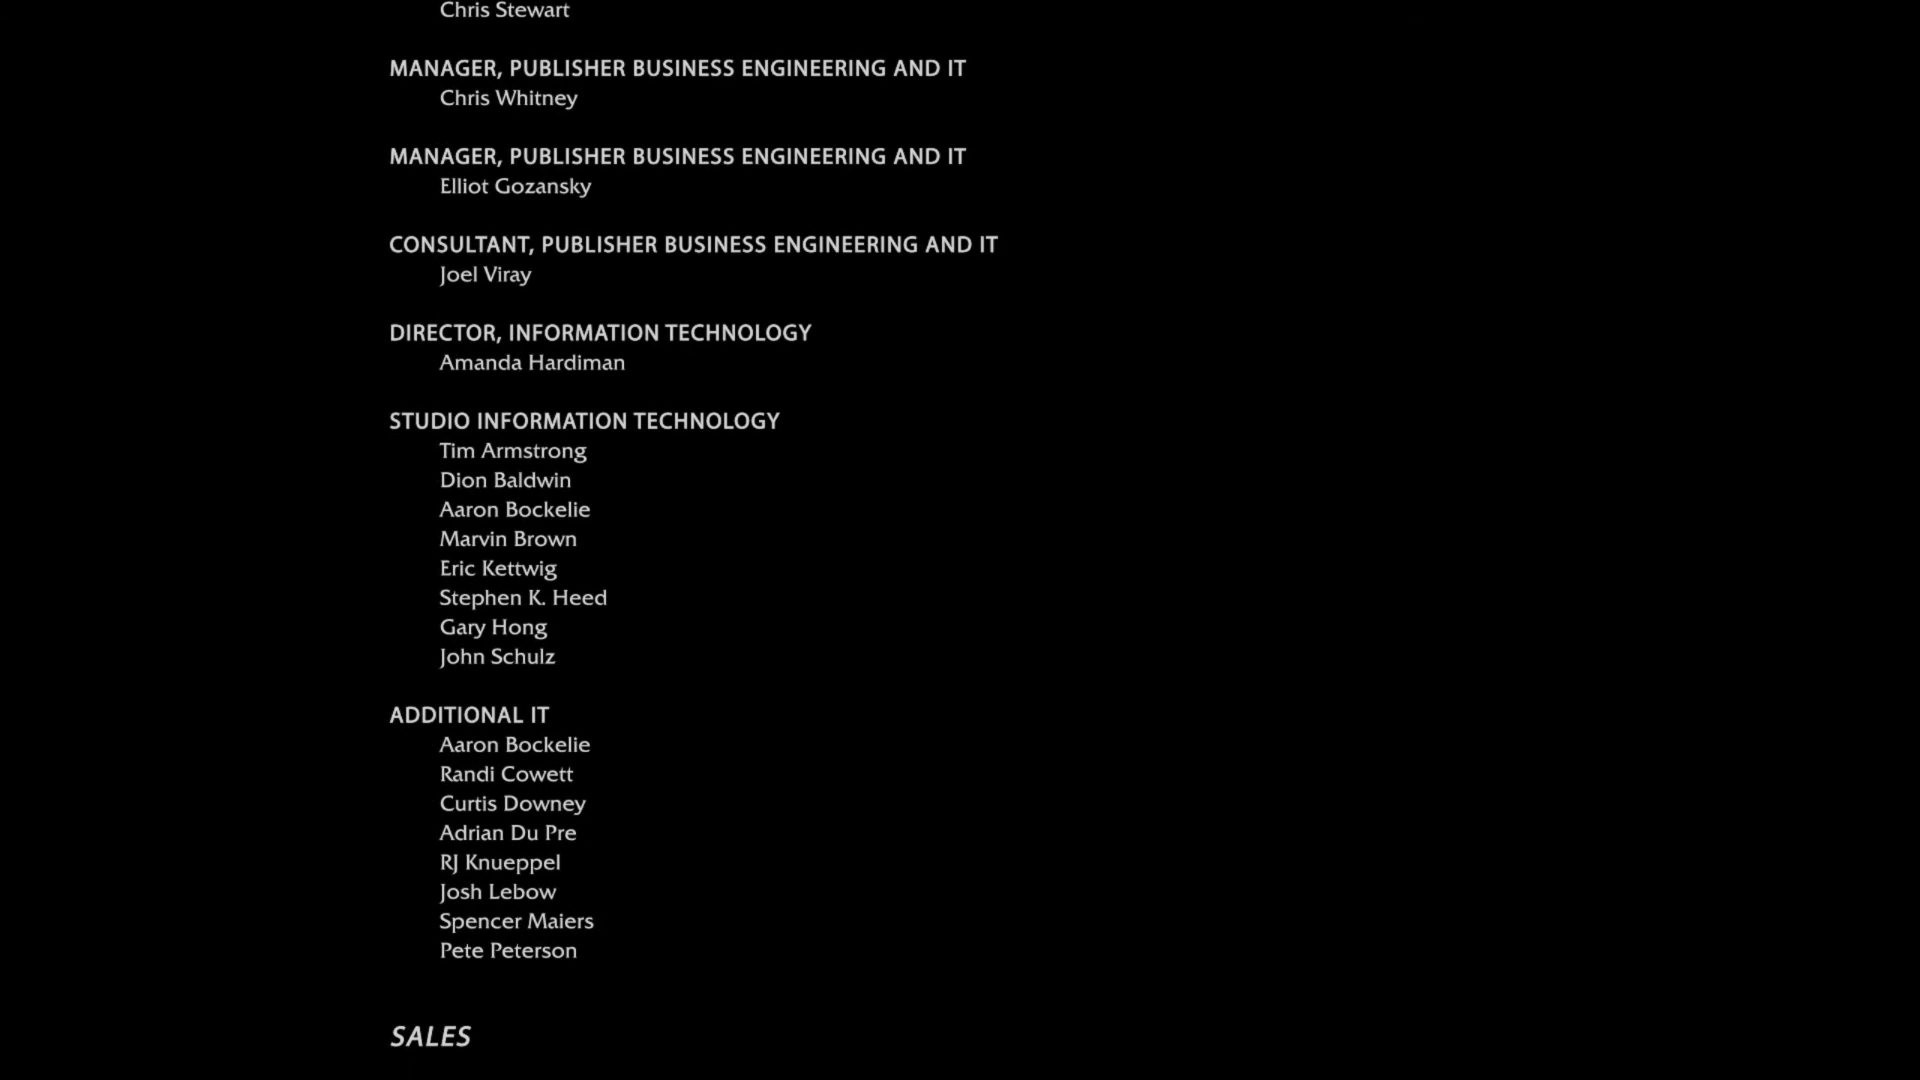 Chris Stewart
MANAGER, PUBLISHER BUSINESS ENGINEERING AND IT
Chris Whitney
MANAGER, PUBLISHER BUSINESS ENGINEERING AND IT
Elliot Gozansky
CONSULTANT, PUBLISHER BUSINESS ENGINEERING AND IT
Joel Viray
DIRECTOR, INFORMATION TECHNOLOGY
Amanda Hardiman
STUDIO INFORMATION TECHNOLOGY
Tim Armstrong
Dion Baldwin
Aaron Bockelie
Marvin Brown
Eric Kettwig
Stephen K. Heed
Gary Hong
John Schulz
ADDITIONAL IT
Aaron Bockelie
Randi Cowett
Curtis Downey
Adrian Du Pre
RJ Knueppel
Josh Lebow
Spencer Maiers
Pete Peterson
SALES